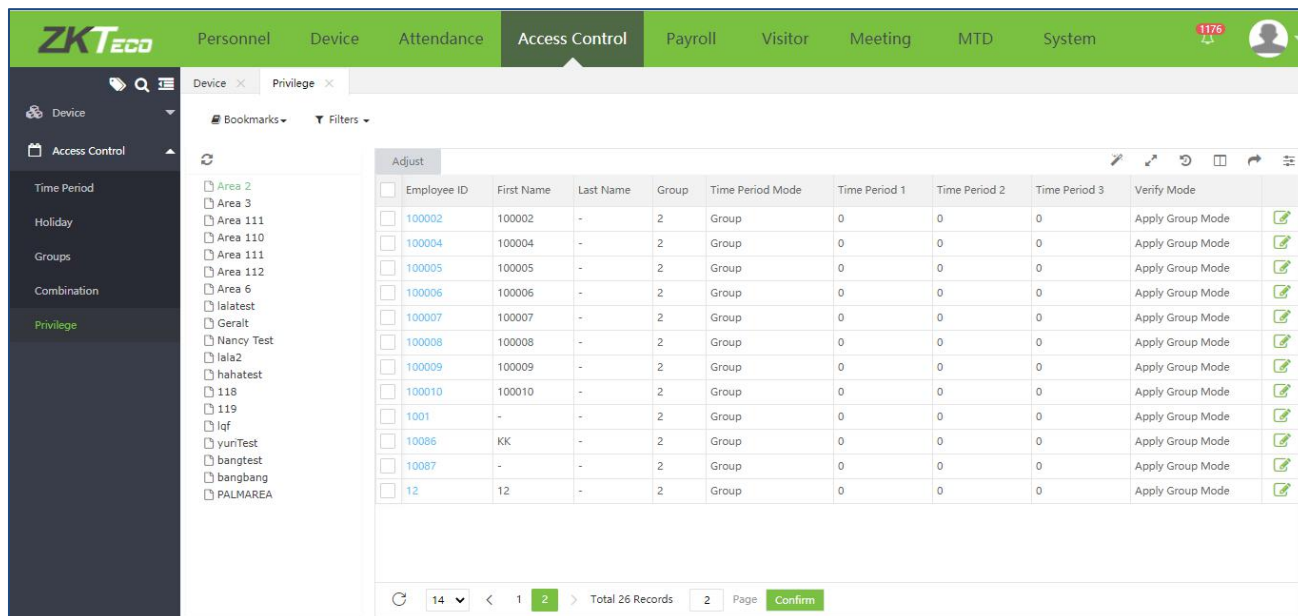 ZKTECO Personnel Device Attendance Access Control Payroll Visitor Meeting MTD System 1176
Device Privilege
Device
Bookmarks Filters
Access Control
Adjust
Time Period
Holiday
Groups
Combination
Privilege
Area 2
Area 3
Area 111
Area 110
Area 111
Area 112
Area 6
lalatest
Geralt
Nancy Test
lala2
hahatest
118
119
lqf
yuriTest
bangtest
bangbang
PALMAREA
Employee ID First Name Last Name Group Time Period Mode Time Period 1 Time Period 2 Time Period 3 Verify Mode
100002 100002 - 2 Group 0 0 0 Apply Group Mode
100004 100004 - 2 Group 0 0 0 Apply Group Mode
100005 100005 - 2 Group 0 0 0 Apply Group Mode
100006 100006 - 2 Group 0 0 0 Apply Group Mode
100007 100007 - 2 Group 0 0 0 Apply Group Mode
100008 100008 - 2 Group 0 0 0 Apply Group Mode
100009 100009 - 2 Group 0 0 0 Apply Group Mode
100010 100010 - 2 Group 0 0 0 Apply Group Mode
1001 - - 2 Group 0 0 0 Apply Group Mode
10086 KK - 2 Group 0 0 0 Apply Group Mode
10087 - - 2 Group 0 0 0 Apply Group Mode
12 12 - 2 Group 0 0 0 Apply Group Mode
14 < 1 2 > Total 26 Records 2 Page Confirm